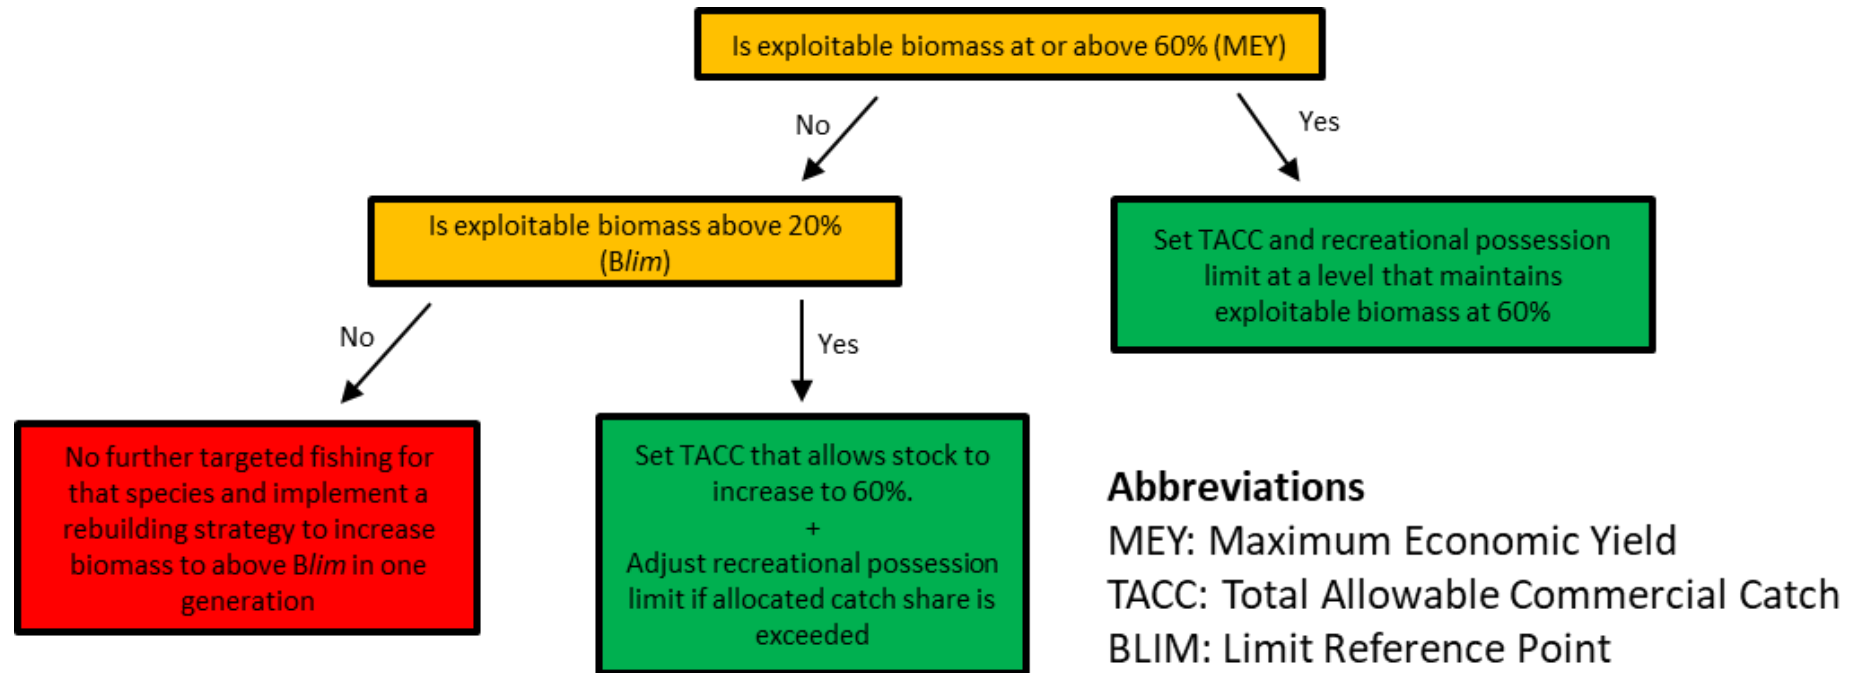 Is exploitable biomass at or above 60% (MEY)
No
Yes
Is exploitable biomass above 20%
(Blim)
Set TACC and recreational possession
limit at a level that maintains
exploitable biomass at 60%
No
Yes
No further targeted fishing for
that species and implement a
rebuilding strategy to increase
biomass to above Blim in one
generation
Set TACC that allows stock to
increase to 60%.
+
Adjust recreational possession
limit if allocated catch share is
exceeded
Abbreviations
MEY: Maximum Economic Yield
TACC: Total Allowable Commercial Catch
BLIM: Limit Reference Point